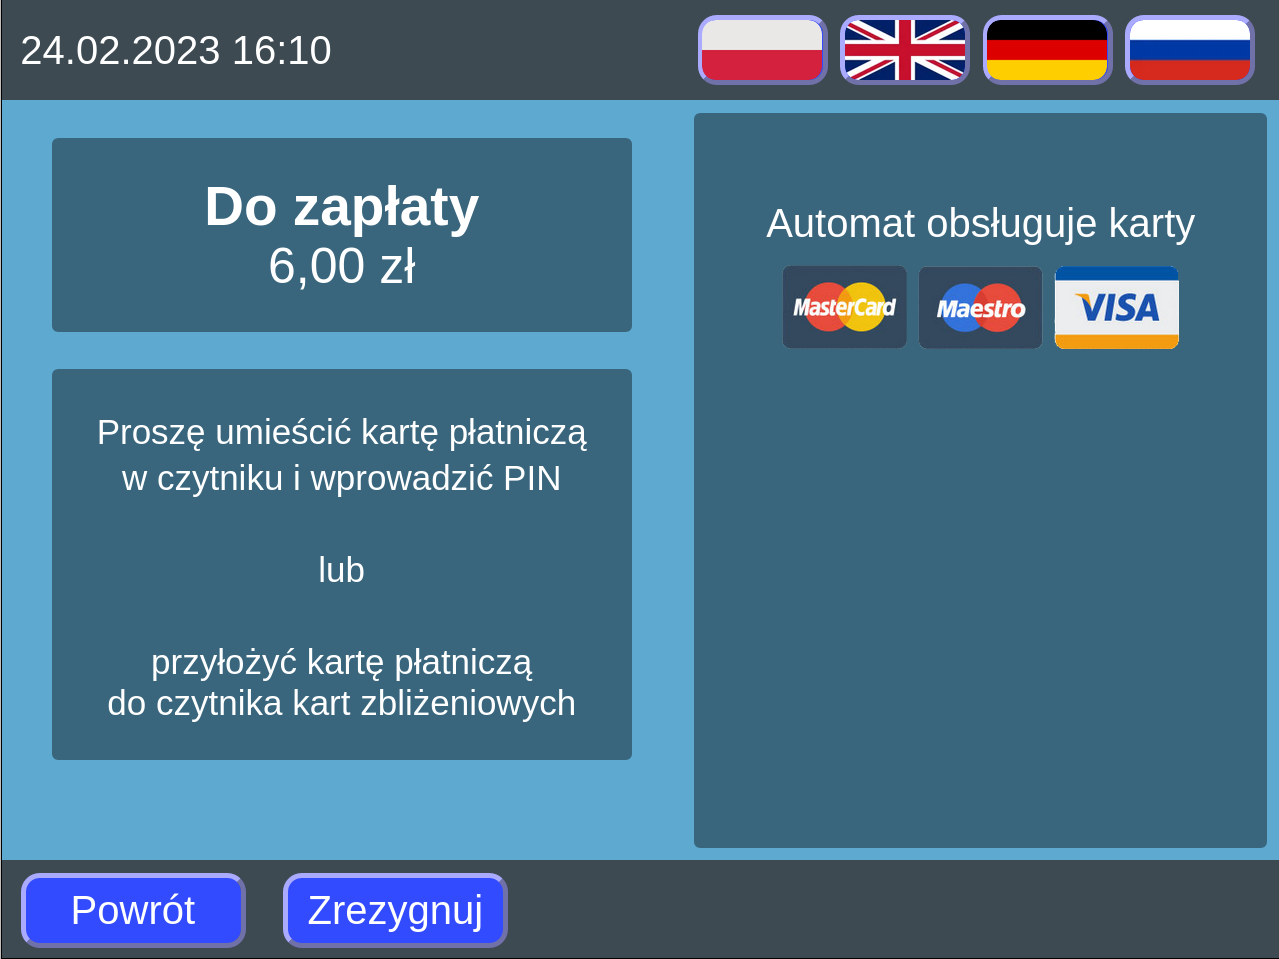 24.02.2023 16:10
Do zapłaty
6,00 zł
Proszę umieścić kartę płatniczą
w czytniku i wprowadzić PIN
lub
przyłożyć kartę płatniczą
do czytnika kart zbliżeniowych
Automat obsługuje karty
MasterCard Maestro VISA
Powrót Zrezygnuj